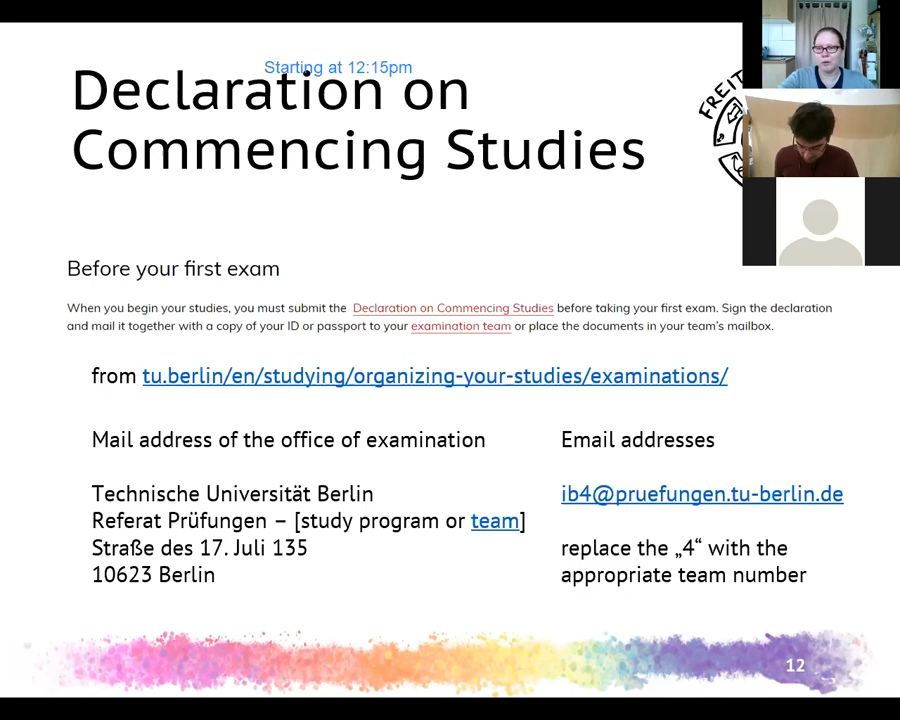 Starting at 12:15pm
Declaration on
Commencing Studies
FREIT
Before your first exam
When you begin your studies, you must submit the Declaration on Commencing Studies before taking your first exam. Sign the declaration
and mail it together with a copy of your ID or passport to your examination team or place the documents in your team's mailbox.
from tu.berlin/en/studying/organizing-your-studies/examinations/
Mail address of the office of examination
Technische Universität Berlin
Referat Prüfungen – [study program or team]
Straße des 17. Juli 135
10623 Berlin
Email addresses
ib4@pruefungen.tu-berlin.de
replace the „4“ with the
appropriate team number
12